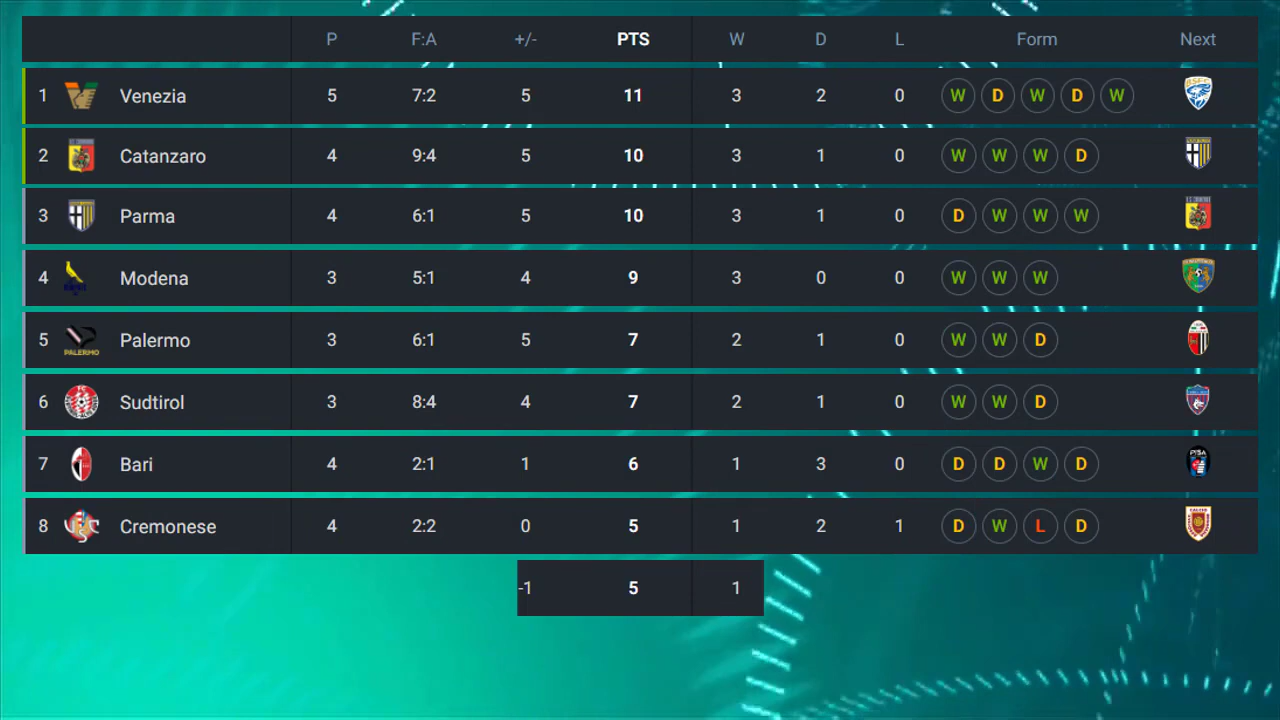 P F:A +/- PTS W D L Form Next
1 Venezia 5 7:2 5 11 3 2 0 W D W D W
2 Catanzaro 4 9:4 5 10 3 1 0 W W W D
3 Parma 4 6:1 5 10 3 1 0 D W W W
4 Modena 3 5:1 4 9 3 0 0 W W W
5 PALERMO Palermo 3 6:1 5 7 2 1 0 W W D
6 Sudtirol 3 8:4 4 7 2 1 0 W W D
7 Bari 4 2:1 1 6 1 3 0 D D W D
8 Cremonese 4 2:2 0 5 1 2 1 D W L D
-1 5 1